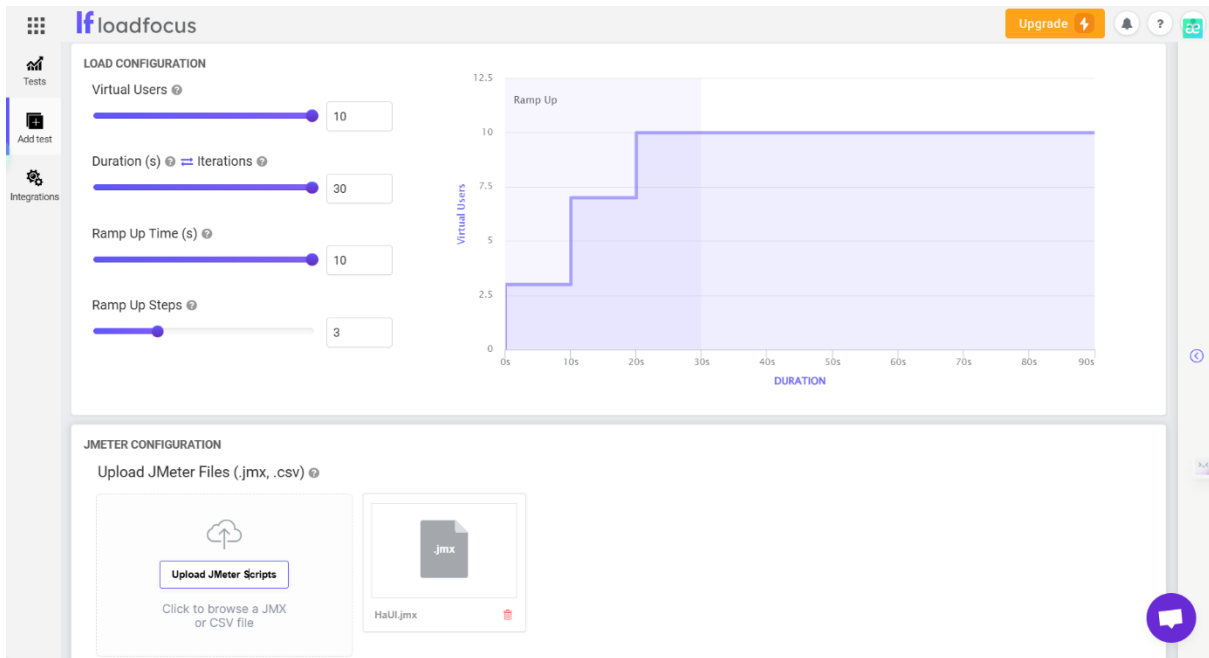 lf loadfocus
Upgrade
?
æ
Tests
Add test
Integrations
LOAD CONFIGURATION
Virtual Users ?
10
Duration (s) ? ⇄ Iterations ?
30
Ramp Up Time (s) ?
10
Ramp Up Steps ?
3
12.5
10
7.5
5
2.5
0
Virtual Users
Ramp Up
0s 10s 20s 30s 40s 50s 60s 70s 80s 90s
DURATION
JMETER CONFIGURATION
Upload JMeter Files (.jmx, .csv) ?
Upload JMeter Scripts
Click to browse a JMX
or CSV file
.jmx
HaUI.jmx